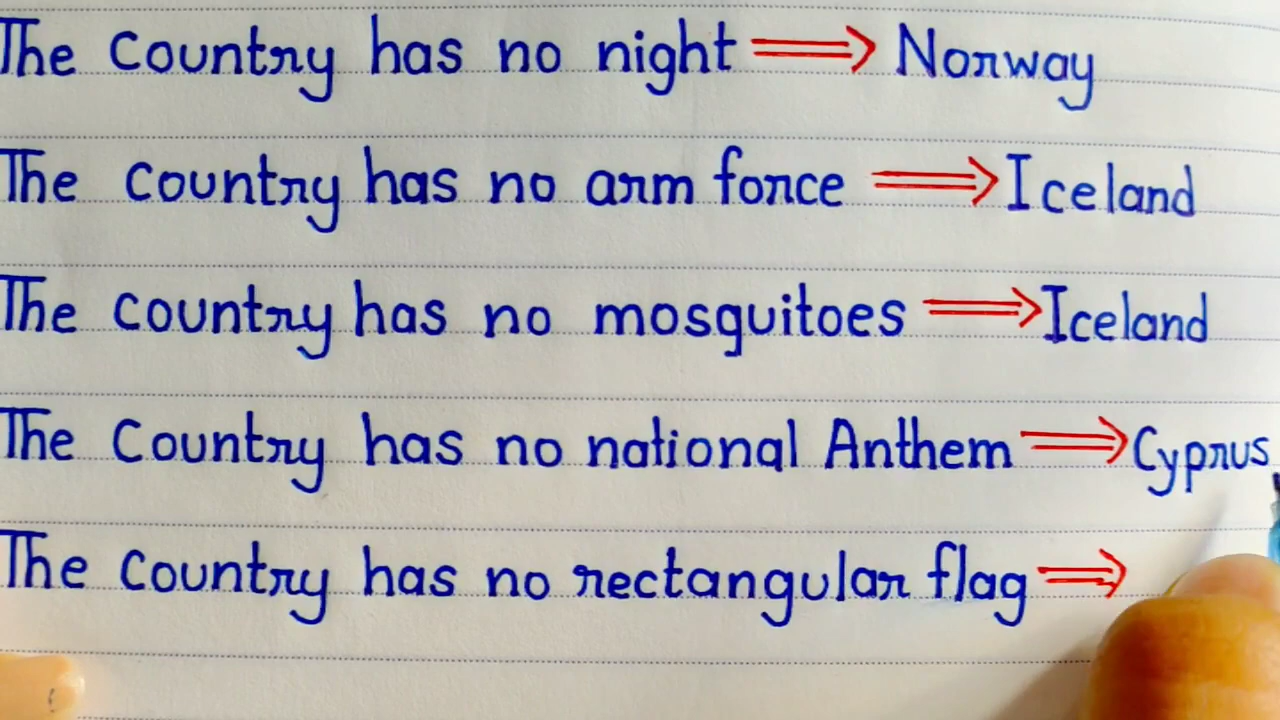 The Country has no night ⟹ Norway
The country has no arm force ⟹ Iceland
The country has no mosquitoes ⟹ Iceland
The Country has no national Anthem ⟹ Cyprus
The Country has no rectangular flag ⟹